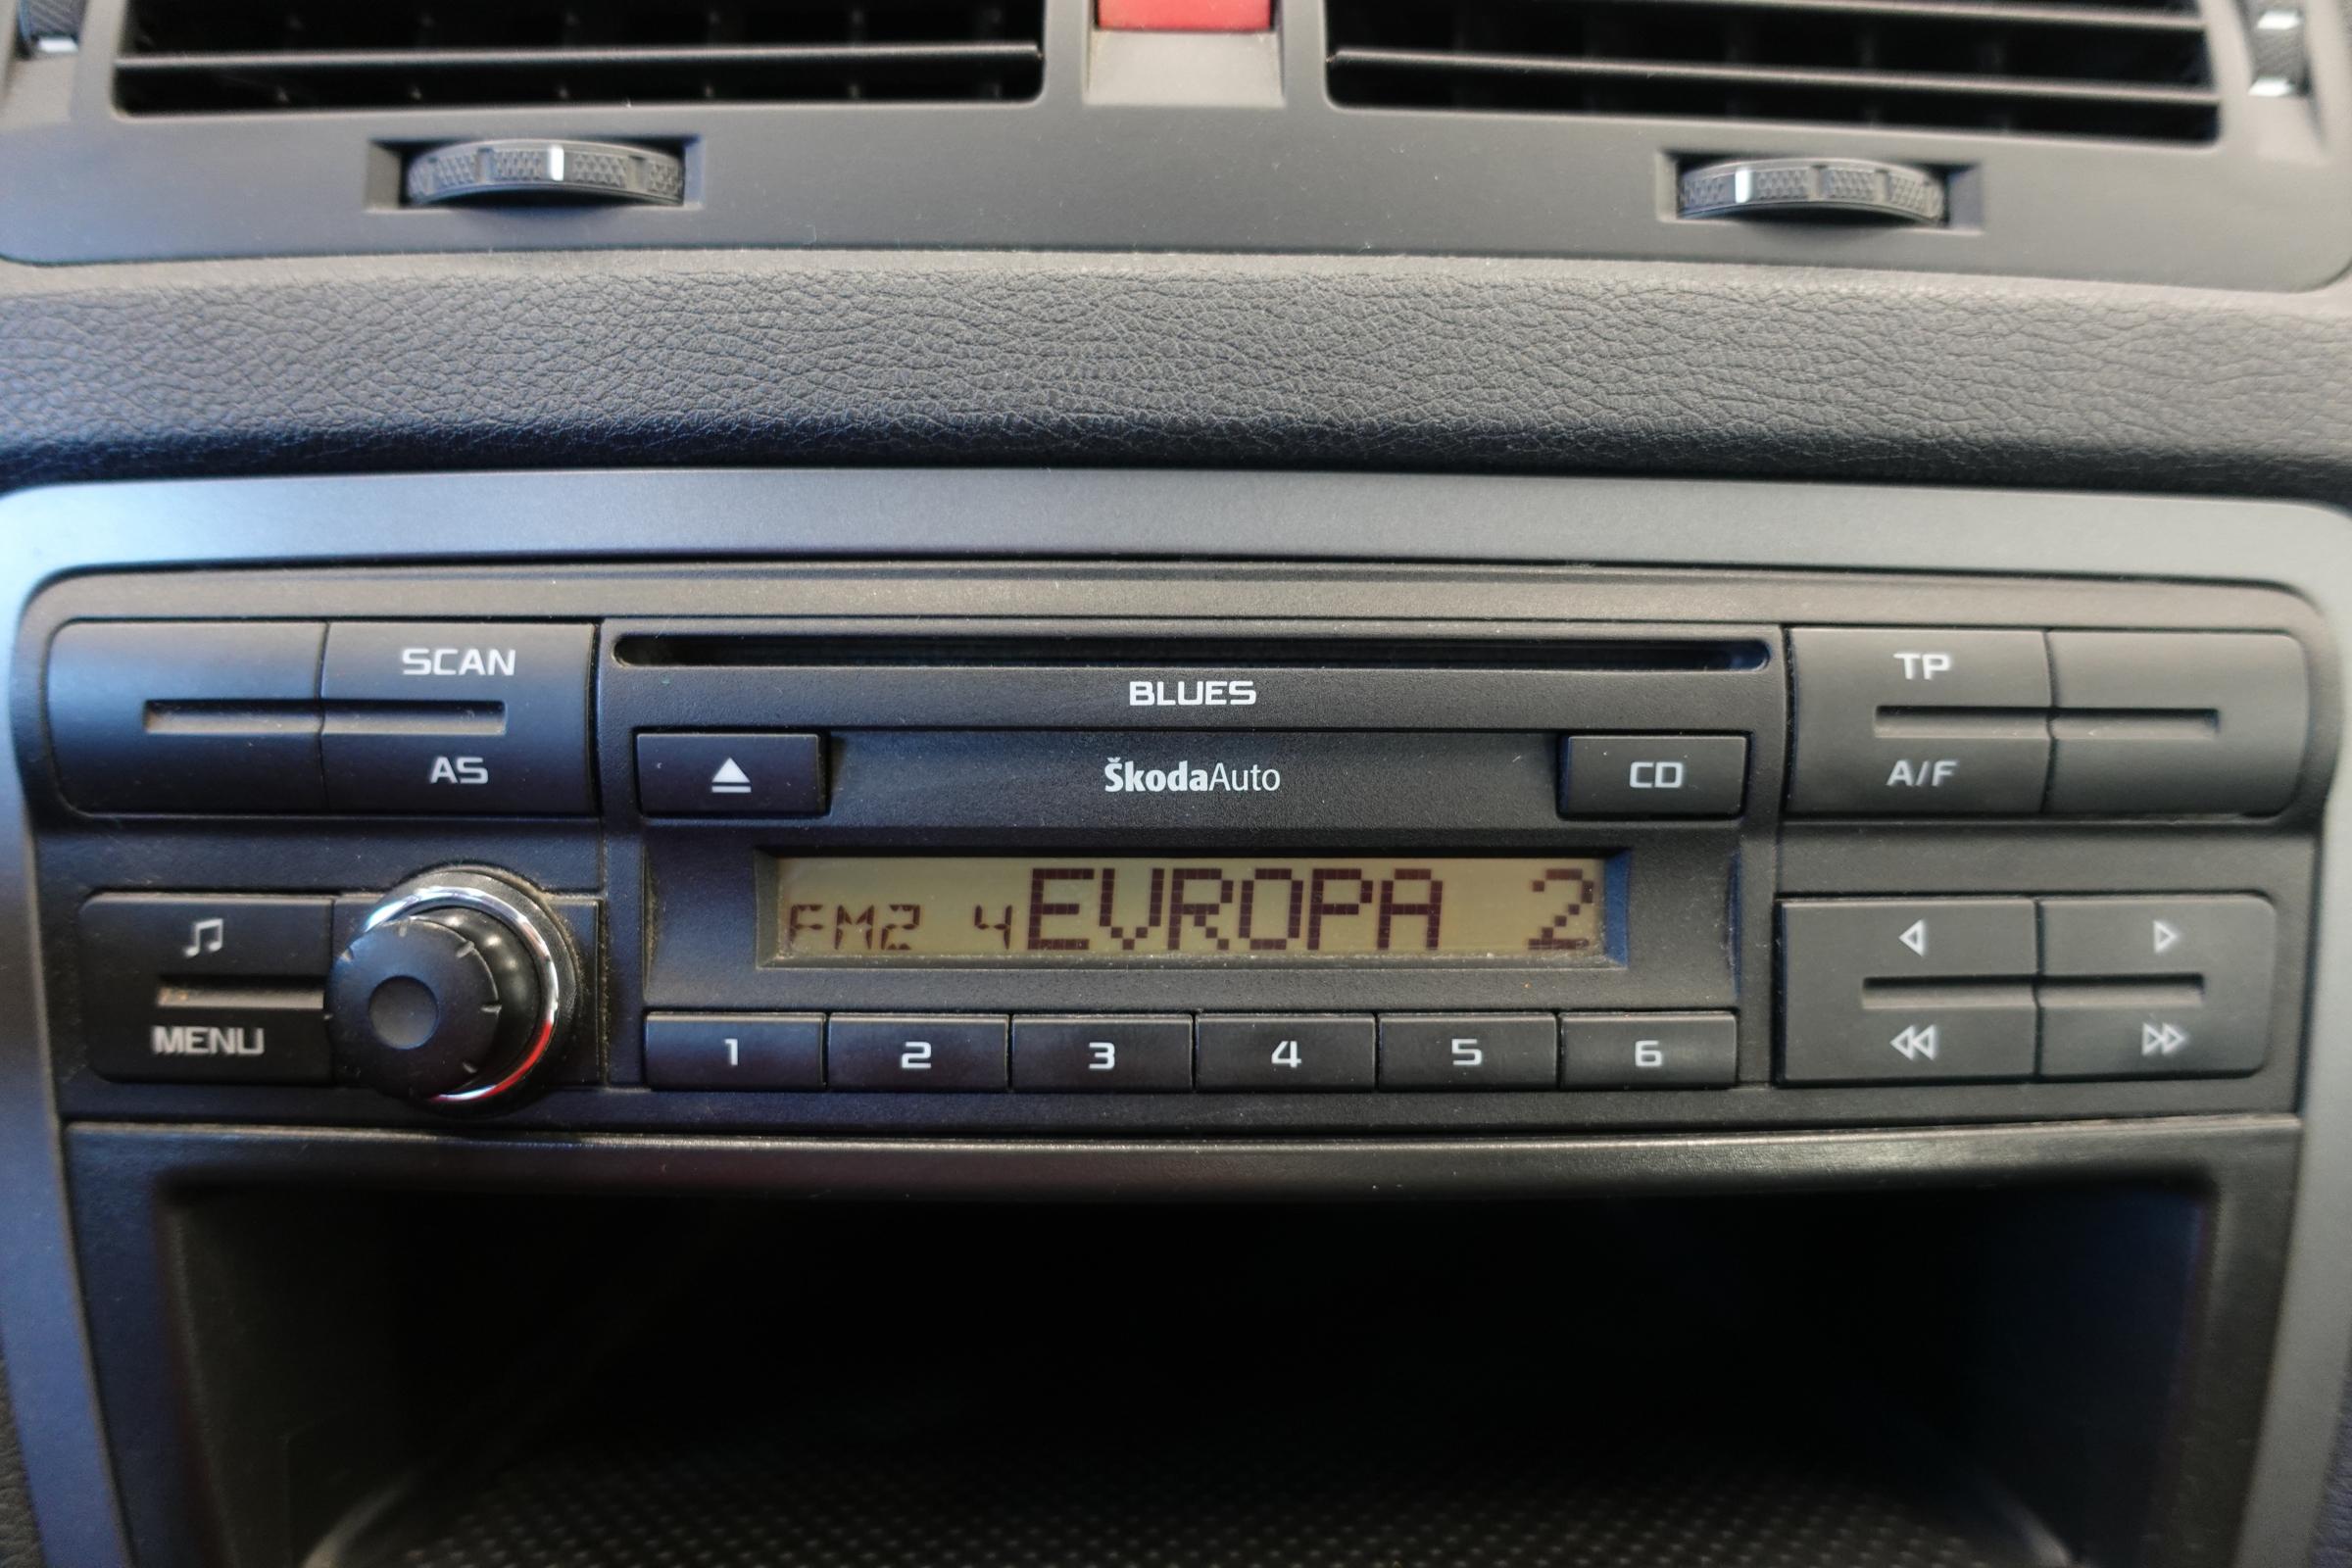 SCAN
AS
BLUES
ŠkodaAuto
CD
TP
A/F
FM2 4 EVROPA 2
MENU
1 2 3 4 5 6